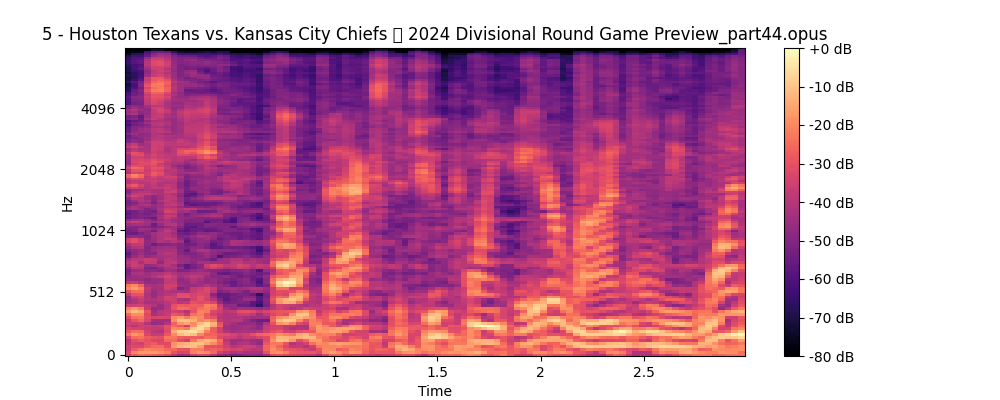 5 - Houston Texans vs. Kansas City Chiefs  2024 Divisional Round Game Preview_part44.opus
+0 dB
4096
-10 dB
-20 dB
2048
-30 dB
Hz
-40 dB
1024
-50 dB
512
-60 dB
-70 dB
0
-80 dB
0 0.5 1 1.5 2 2.5
Time